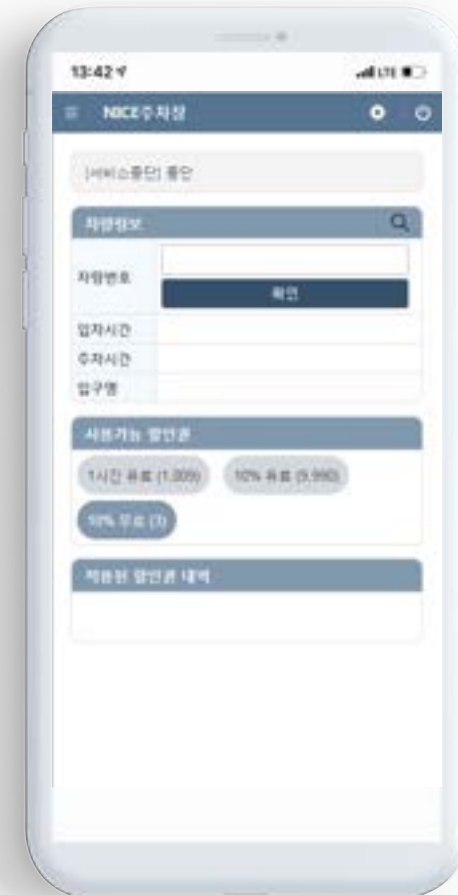 13:42
LTE
NICE주차장
[서비스중단] 중단
차량정보
차량번호
확인
입차시간
주차시간
입구명
사용가능 할인권
1시간 유료 (1,009)
10% 유료 (9,990)
10% 무료 (3)
적용된 할인권 내역